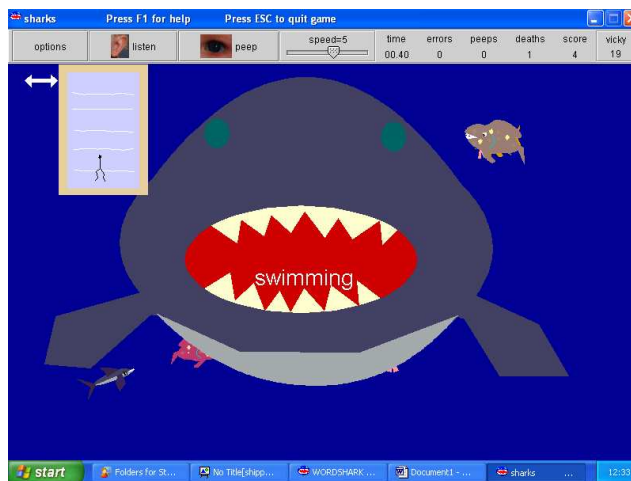 sharks Press F1 for help Press ESC to quit game
options listen peep speed=5 time errors peeps deaths score vicky
00.40 0 0 1 4 19
swimming
start Folders for St... No Title[shipp... WORDSHARK ... Document1 - ... sharks ... 12:33